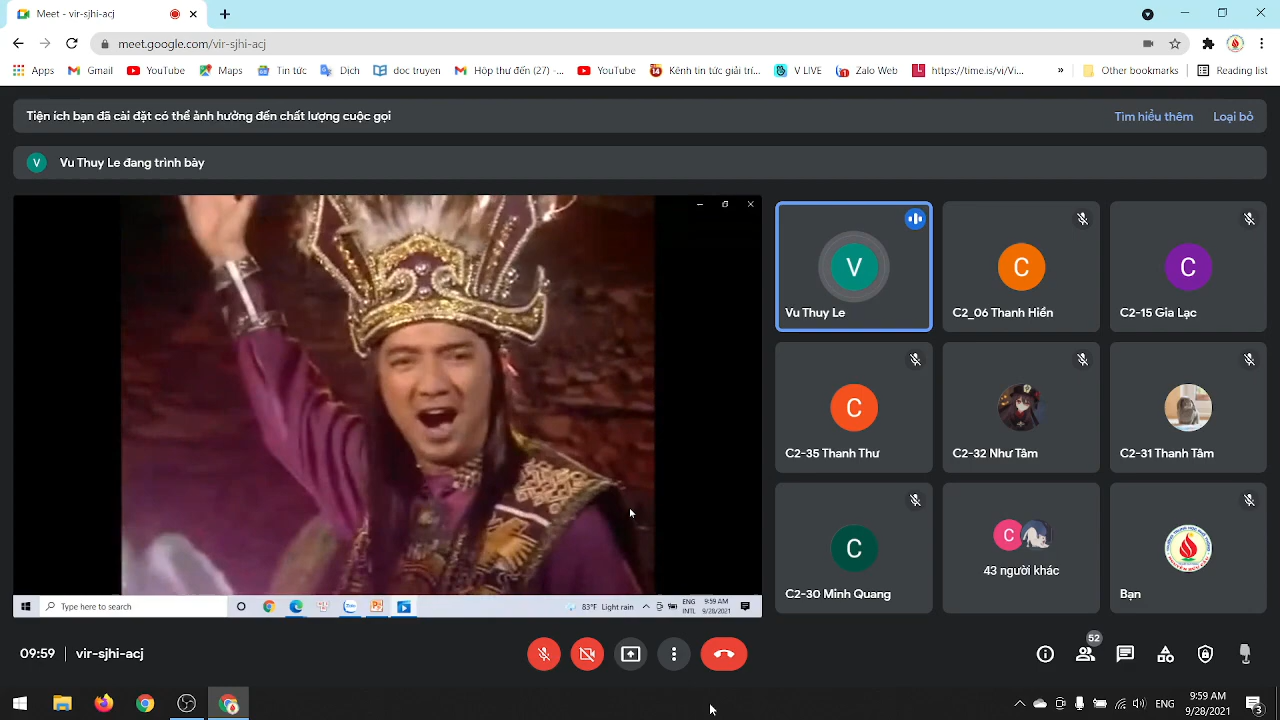 Meet - vir-sjhi-acj
meet.google.com/vir-sjhi-acj
Apps Gmail YouTube Maps Tin tức Dịch doc truyen Hộp thư đến (27) -... YouTube Kênh tin tức giải trí... V LIVE Zalo Web https://time.is/vi/Vi... » Other bookmarks Reading list
Tiện ích bạn đã cài đặt có thể ảnh hưởng đến chất lượng cuộc gọi Tìm hiểu thêm Loại bỏ
V Vu Thuy Le đang trình bày
V
Vu Thuy Le
C
C2_06 Thanh Hiền
C
C2-15 Gia Lạc
C
C2-35 Thanh Thư
C2-32 Như Tâm
C2-31 Thanh Tâm
C
C2-30 Minh Quang
C
43 người khác
Bạn
Type here to search
83°F Light rain
ENG
INTL
9:59 AM
9/28/2021
09:59 | vir-sjhi-acj
52
ENG
9:59 AM
9/28/2021
3